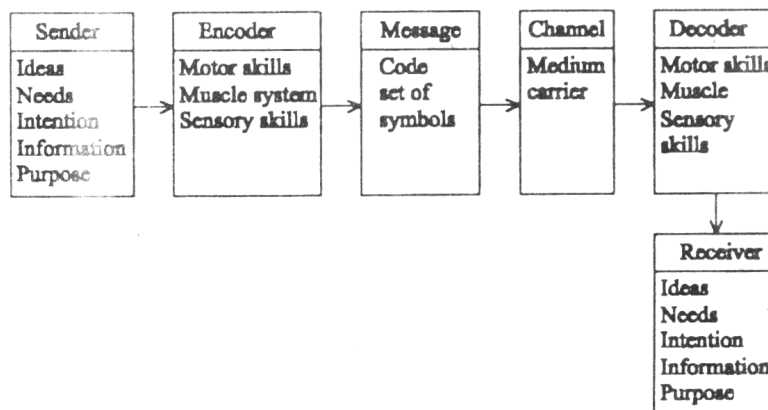 Sender
Ideas
Needs
Intention
Information
Purpose
Encoder
Motor skills
Muscle system
Sensory skills
Message
Code
set of
symbols
Channel
Medium
carrier
Decoder
Motor skills
Muscle
Sensory
skills
Receiver
Ideas
Needs
Intention
Information
Purpose